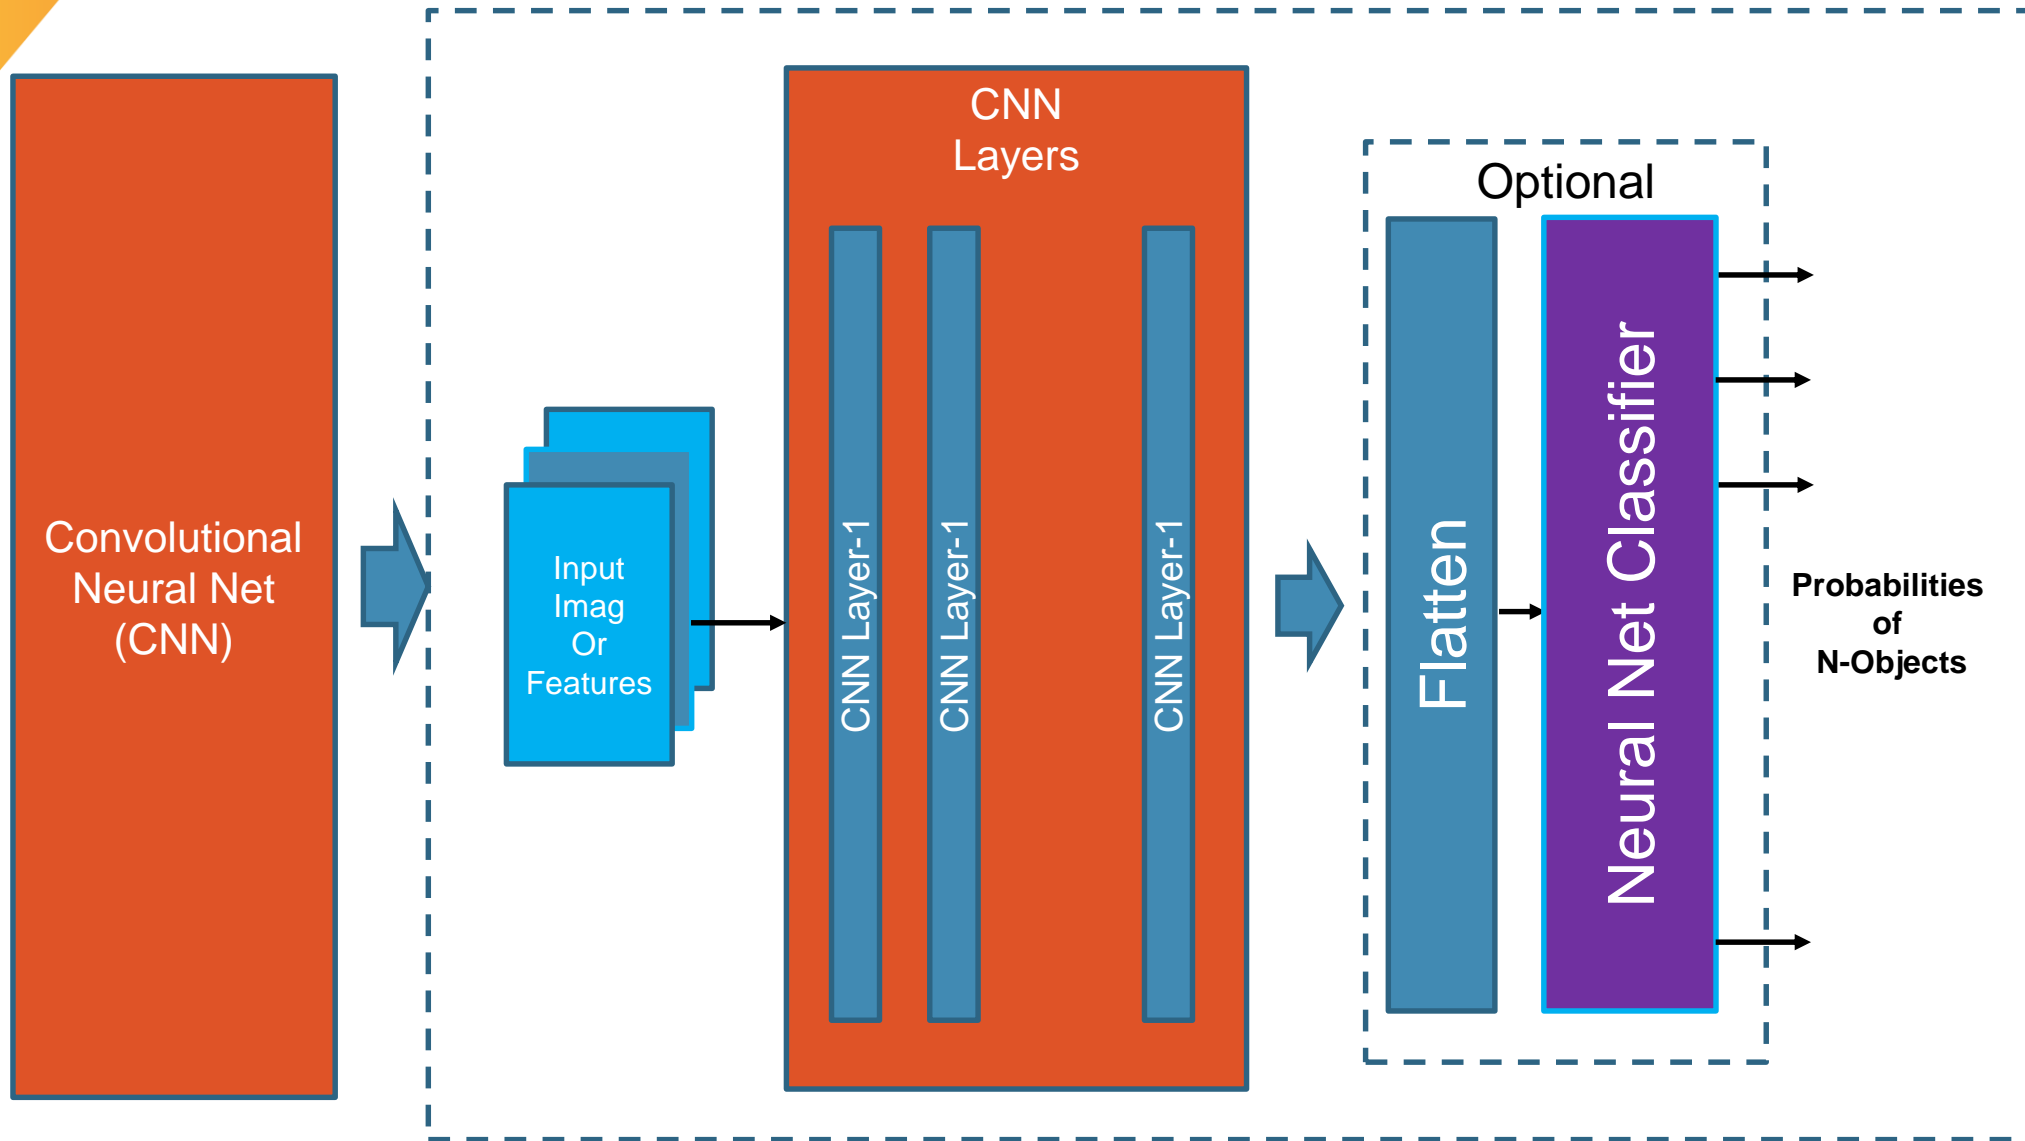 Convolutional
Neural Net
(CNN)
Input
Imag
Or
Features
CNN
Layers
CNN Layer-1
CNN Layer-1
CNN Layer-1
Optional
Flatten
Neural Net Classifier
Probabilities
of
N-Objects